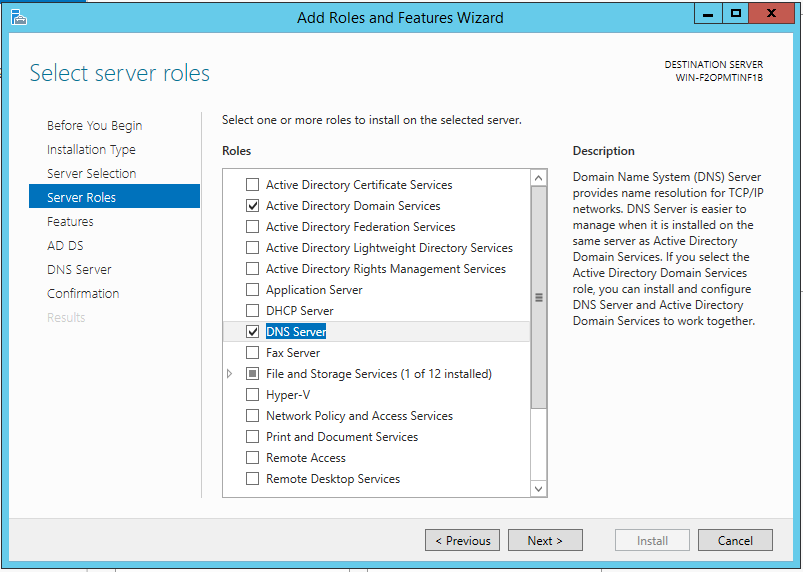 Add Roles and Features Wizard
Select server roles
DESTINATION SERVER
WIN-F2OPMTINF1B
Before You Begin
Installation Type
Server Selection
Server Roles
Features
AD DS
DNS Server
Confirmation
Results
Select one or more roles to install on the selected server.
Roles
Active Directory Certificate Services
Active Directory Domain Services
Active Directory Federation Services
Active Directory Lightweight Directory Services
Active Directory Rights Management Services
Application Server
DHCP Server
DNS Server
Fax Server
File and Storage Services (1 of 12 installed)
Hyper-V
Network Policy and Access Services
Print and Document Services
Remote Access
Remote Desktop Services
Description
Domain Name System (DNS) Server
provides name resolution for TCP/IP
networks. DNS Server is easier to
manage when it is installed on the
same server as Active Directory
Domain Services. If you select the
Active Directory Domain Services
role, you can install and configure
DNS Server and Active Directory
Domain Services to work together.
< Previous
Next >
Install
Cancel